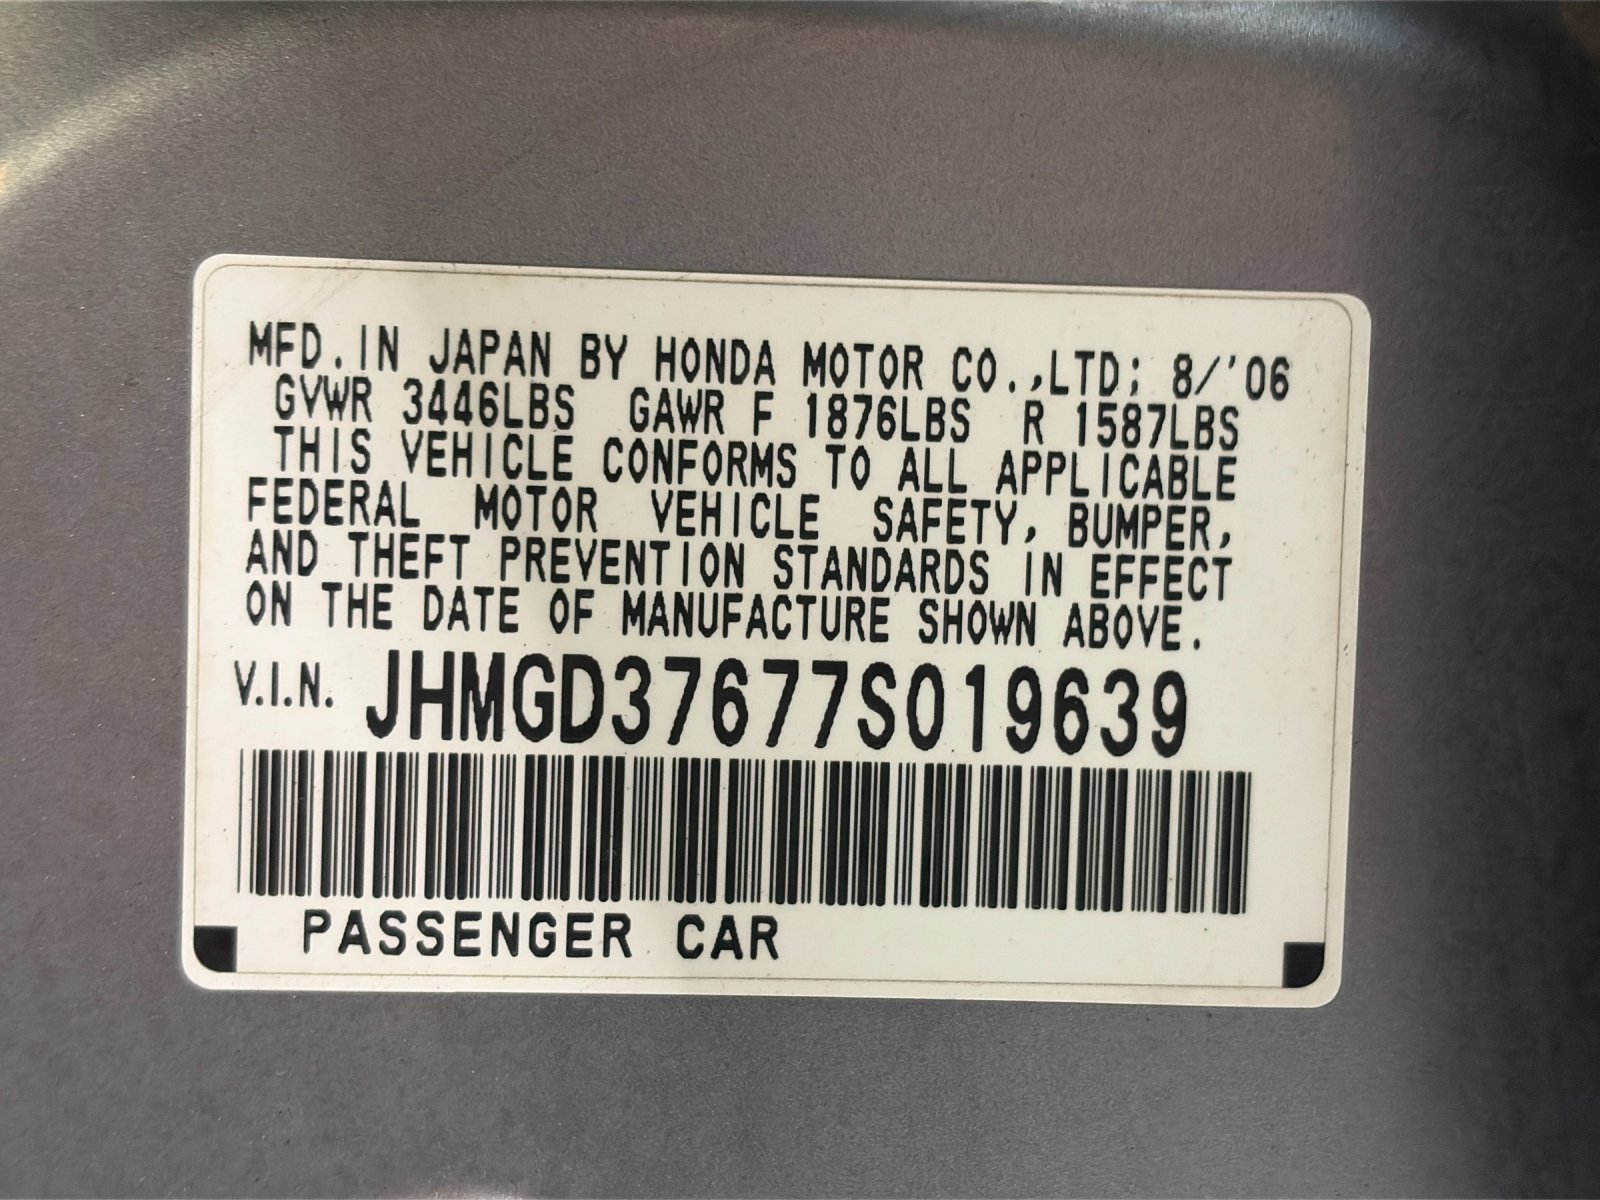 MFD. IN JAPAN BY HONDA MOTOR CO.,LTD; 8/'06
GVWR 3446LBS GAWR F 1876LBS R 1587LBS
THIS VEHICLE CONFORMS TO ALL APPLICABLE
FEDERAL MOTOR VEHICLE SAFETY, BUMPER,
AND THEFT PREVENTION STANDARDS IN EFFECT
ON THE DATE OF MANUFACTURE SHOWN ABOVE.
V.I.N. JHMGD37677S019639
PASSENGER CAR